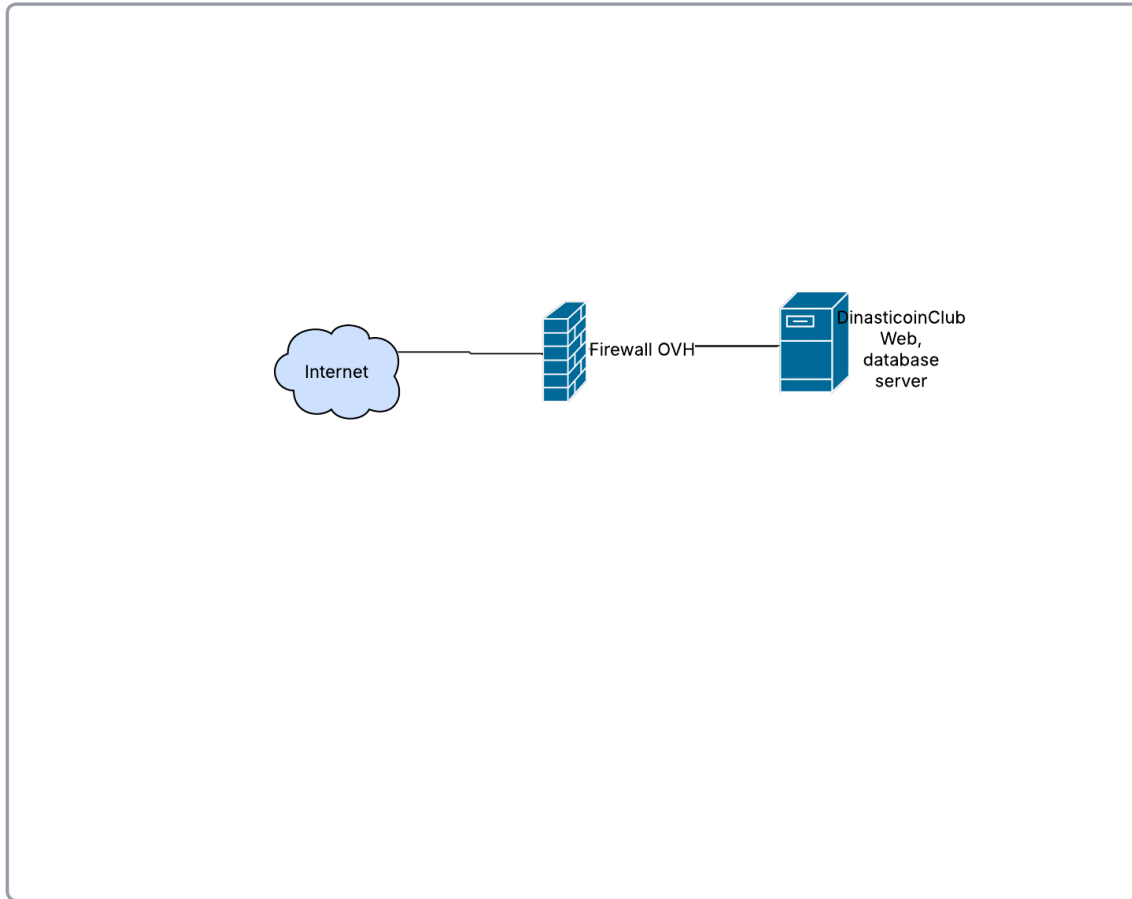 Internet
Firewall OVH
DinasticoinClub
Web,
database
server